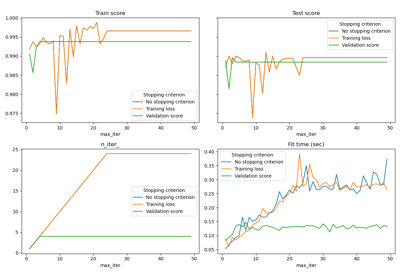 Train score
Test score
1.000
0.995
0.990
0.985
0.980
0.975
Stopping criterion
No stopping criterion
Training loss
Validation score
Stopping criterion
No stopping criterion
Training loss
Validation score
0 10 20 30 40 50
max_iter
0 10 20 30 40 50
max_iter
n_iter_
Fit time (sec)
25
20
15
10
5
0
Stopping criterion
No stopping criterion
Training loss
Validation score
0.40
0.35
0.30
0.25
0.20
0.15
0.10
0.05
Stopping criterion
No stopping criterion
Training loss
Validation score
0 10 20 30 40 50
max_iter
0 10 20 30 40 50
max_iter